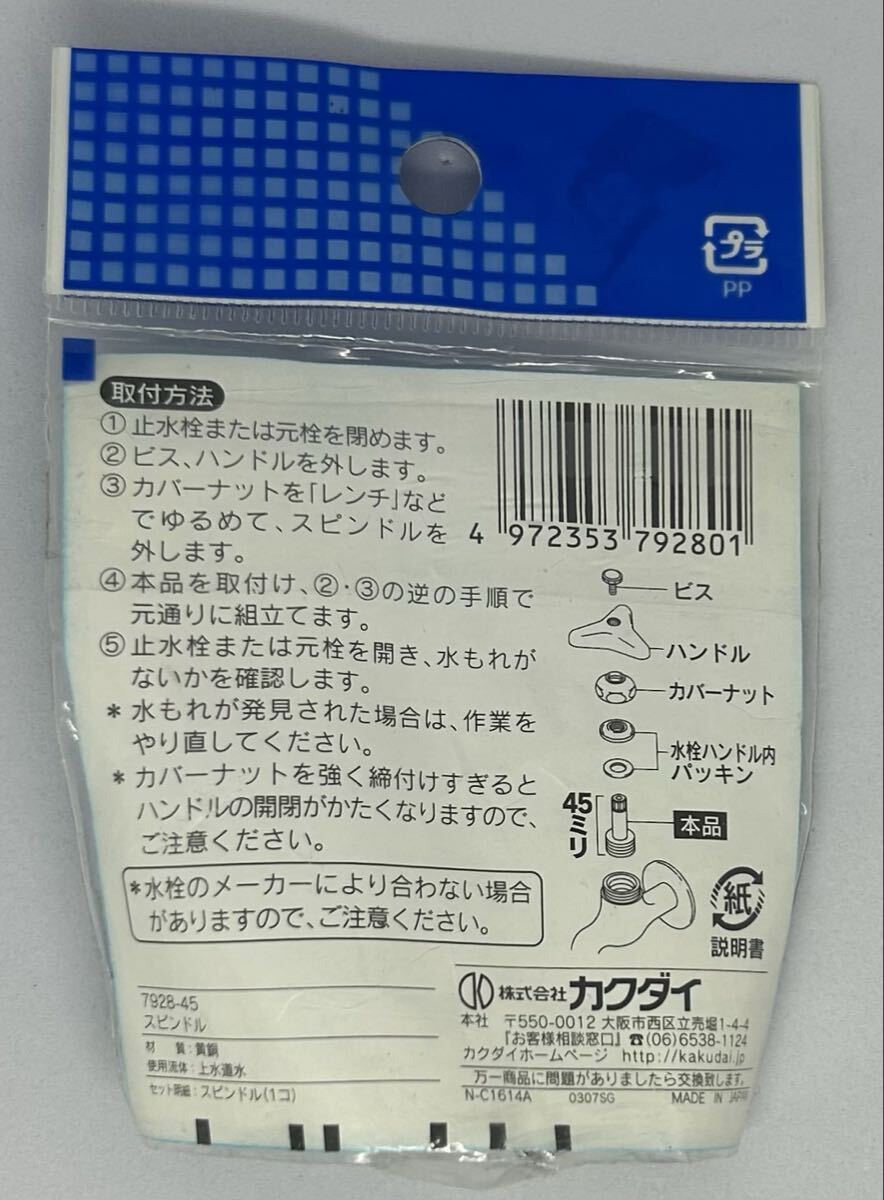 プラ
PP
取付方法
① 止水栓または元栓を閉めます。
② ビス、ハンドルを外します。
③ カバーナットを「レンチ」など
でゆるめて、スピンドルを
外します。
④ 本品を取付け、②・③の逆の手順で
元通りに組立てます。
⑤ 止水栓または元栓を開き、水もれが
ないかを確認します。
* 水もれが発見された場合は、作業を
やり直してください。
* カバーナットを強く締付けすぎると
ハンドルの開閉がかたくなりますので、
ご注意ください。
*水栓のメーカーにより合わない場合
がありますので、ご注意ください。
4 972353 792801
ビス
ハンドル
カバーナット
水栓ハンドル内
パッキン
45ミリ
本品
紙
説明書
7928-45
スピンドル
材 質：黄銅
使用流体：上水道水
セット明細：スピンドル(1コ)
株式会社カクダイ
本社 〒550-0012 大阪市西区立売堀1-4-4
『お客様相談窓口』☎(06)6538-1124
カクダイホームページ http://kakudai.jp
万一商品に問題がありましたら交換致します。
N-C1614A 0307SG MADE IN JAPAN